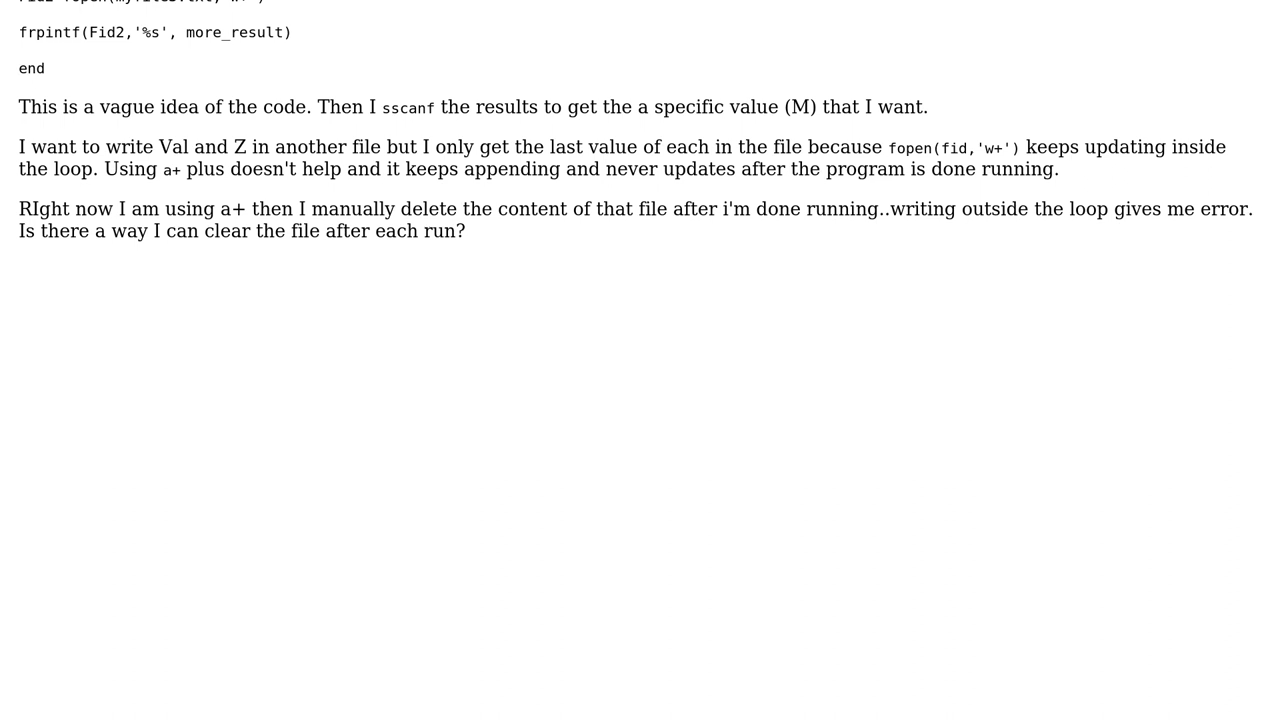 frpintf(Fid2,'%s', more_result)
end
This is a vague idea of the code. Then I sscanf the results to get the a specific value (M) that I want.
I want to write Val and Z in another file but I only get the last value of each in the file because fopen(fid,'w+') keeps updating inside
the loop. Using a+ plus doesn't help and it keeps appending and never updates after the program is done running.
RIght now I am using a+ then I manually delete the content of that file after i'm done running..writing outside the loop gives me error.
Is there a way I can clear the file after each run?